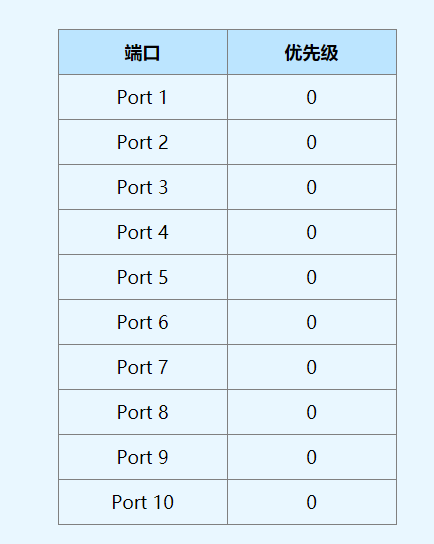 端口 优先级
Port 1 0
Port 2 0
Port 3 0
Port 4 0
Port 5 0
Port 6 0
Port 7 0
Port 8 0
Port 9 0
Port 10 0